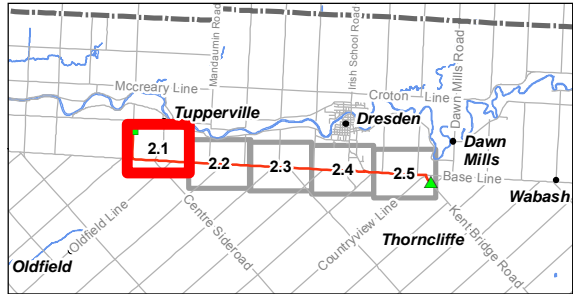 Mandaumin Road
Irish School Road
Dawn Mills Road
Mccreary Line
Croton Line
Tupperville
Dresden
Dawn
Mills
2.1
2.2
2.3
2.4
2.5
Base Line
Wabash
Oldfield Line
Centre Sideroad
Countryview Line
Kent Bridge Road
Thorncliffe
Oldfield